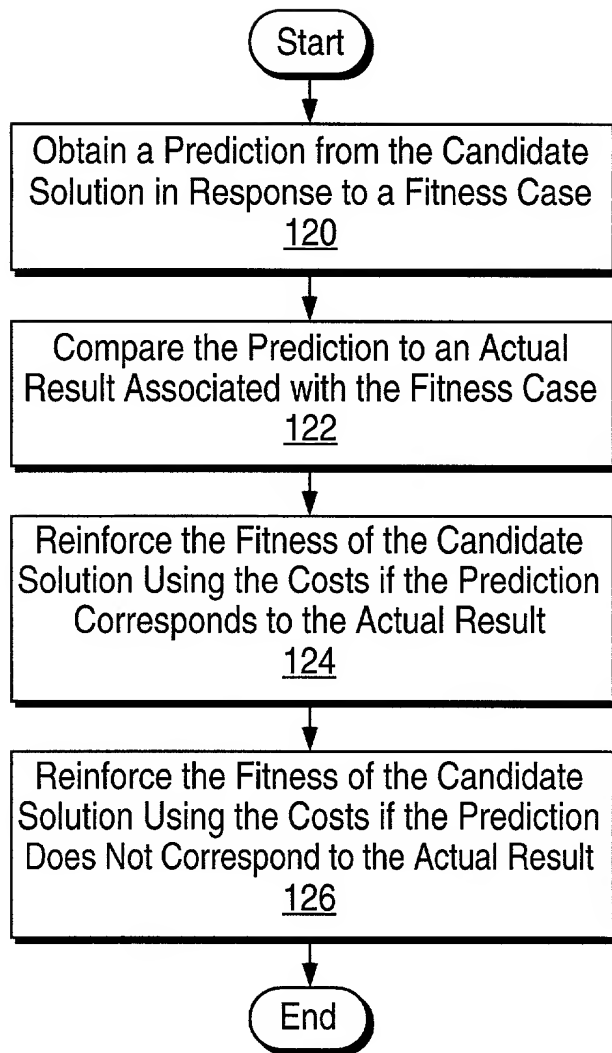 Start
Obtain a Prediction from the Candidate
Solution in Response to a Fitness Case
120
Compare the Prediction to an Actual
Result Associated with the Fitness Case
122
Reinforce the Fitness of the Candidate
Solution Using the Costs if the Prediction
Corresponds to the Actual Result
124
Reinforce the Fitness of the Candidate
Solution Using the Costs if the Prediction
Does Not Correspond to the Actual Result
126
End